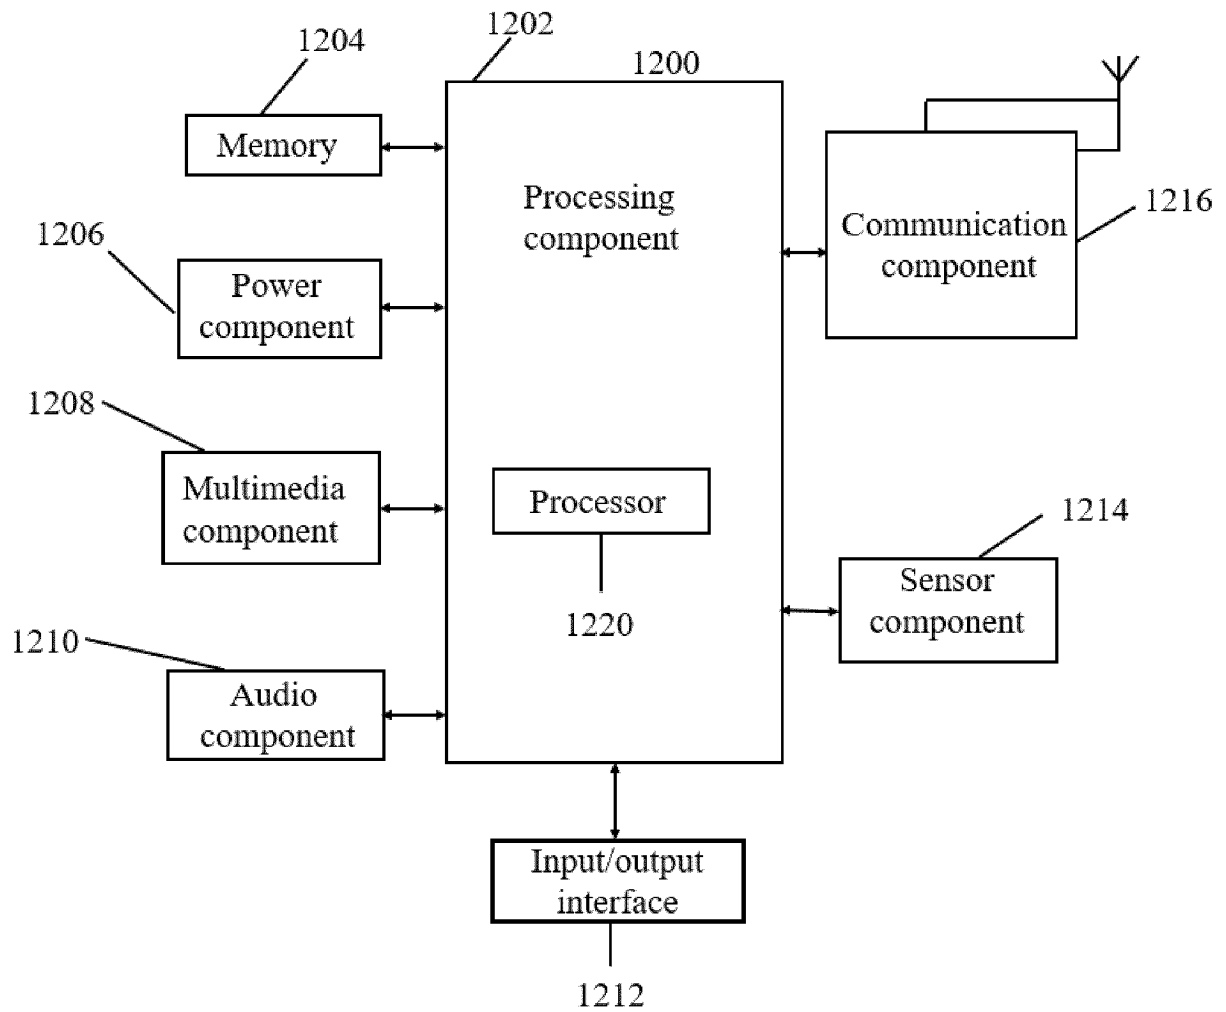 1202
1204
1200
Memory
Processing
component
1216
Communication
component
1206
Power
component
1208
Multimedia
component
Processor
1214
Sensor
component
1220
1210
Audio
component
Input/output
interface
1212